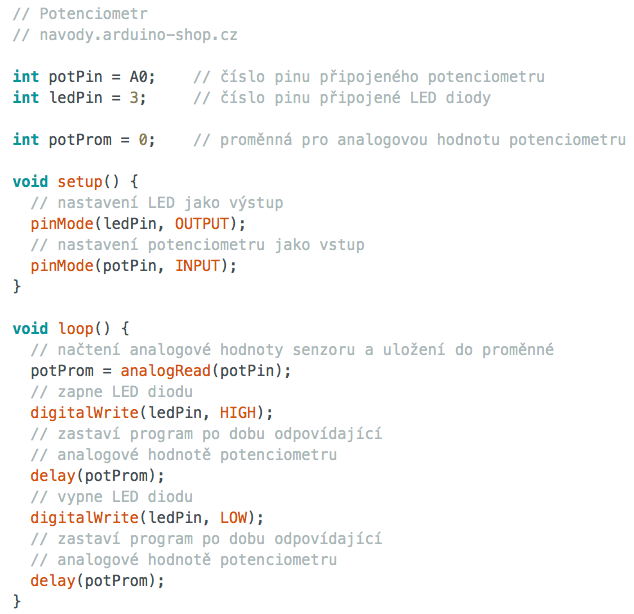 // Potenciometr
// navody.arduino-shop.cz

int potPin = A0;    // číslo pinu připojeného potenciometru
int ledPin = 3;     // číslo pinu připojené LED diody

int potProm = 0;    // proměnná pro analogovou hodnotu potenciometru

void setup() {
  // nastavení LED jako výstup
  pinMode(ledPin, OUTPUT);
  // nastavení potenciometru jako vstup
  pinMode(potPin, INPUT);
}

void loop() {
  // načtení analogové hodnoty senzoru a uložení do proměnné
  potProm = analogRead(potPin);
  // zapne LED diodu
  digitalWrite(ledPin, HIGH);
  // zastaví program po dobu odpovídající
  // analogové hodnotě potenciometru
  delay(potProm);
  // vypne LED diodu
  digitalWrite(ledPin, LOW);
  // zastaví program po dobu odpovídající
  // analogové hodnotě potenciometru
  delay(potProm);
}